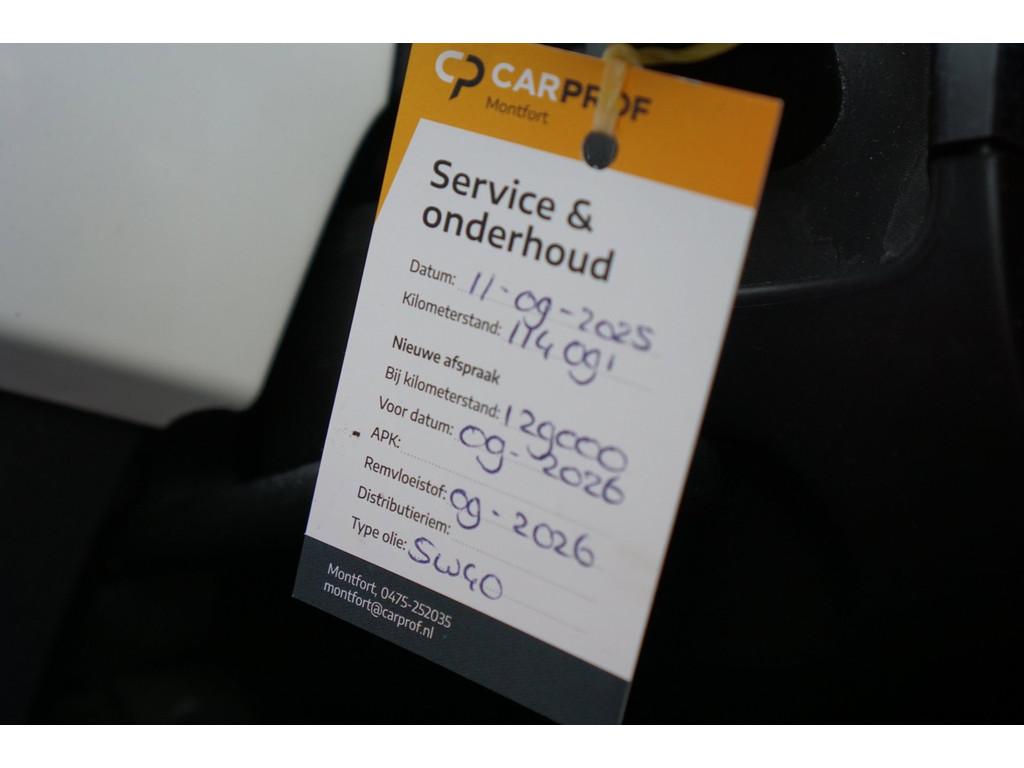 CP CARPROF
Montfort
Service &
onderhoud
Datum: 11-09-2025
Kilometerstand: 114091
Nieuwe afspraak
Bij kilometerstand: 129000
Voor datum: 09-2026
APK:
Remvloeistof: 09-2026
Distributieriem:
Type olie: 5W40
Montfort, 0475-252035
montfort@carprof.nl